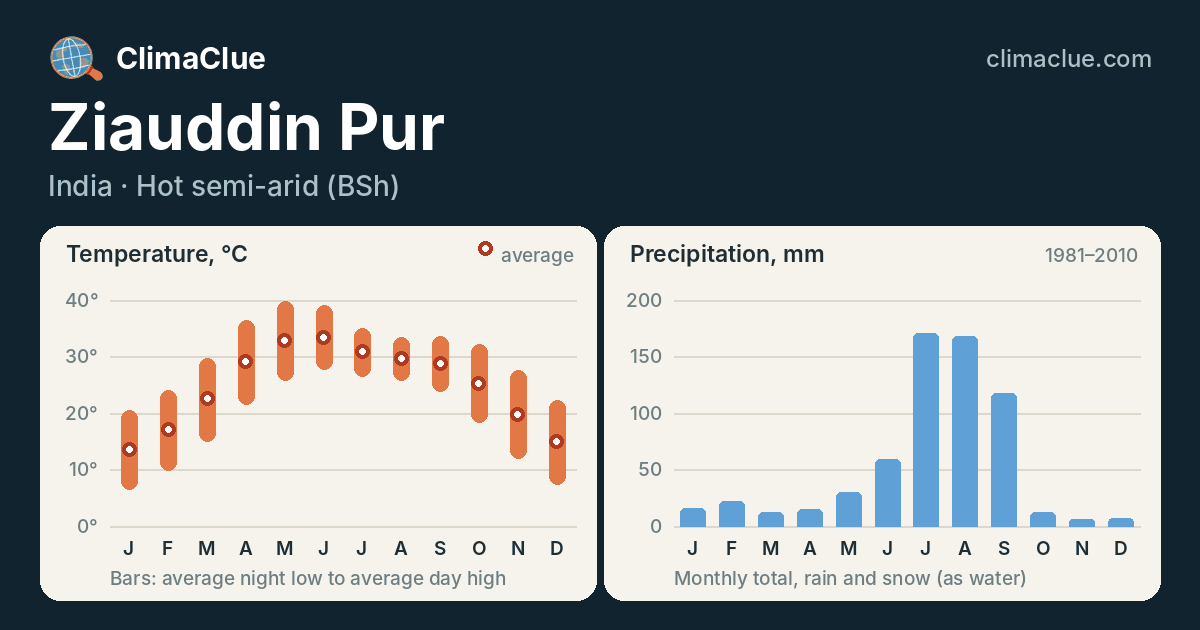 ClimaClue
climaclue.com
Ziauddin Pur
India · Hot semi-arid (BSh)
Temperature, °C
average
40°
30°
20°
10°
0°
J F M A M J J A S O N D
Bars: average night low to average day high
Precipitation, mm
1981–2010
200
150
100
50
0
J F M A M J J A S O N D
Monthly total, rain and snow (as water)